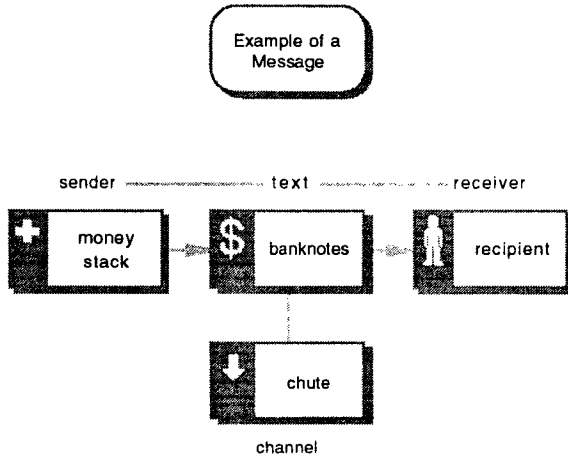 Example of a
Message
sender text receiver
money
stack
$ banknotes
recipient
chute
channel